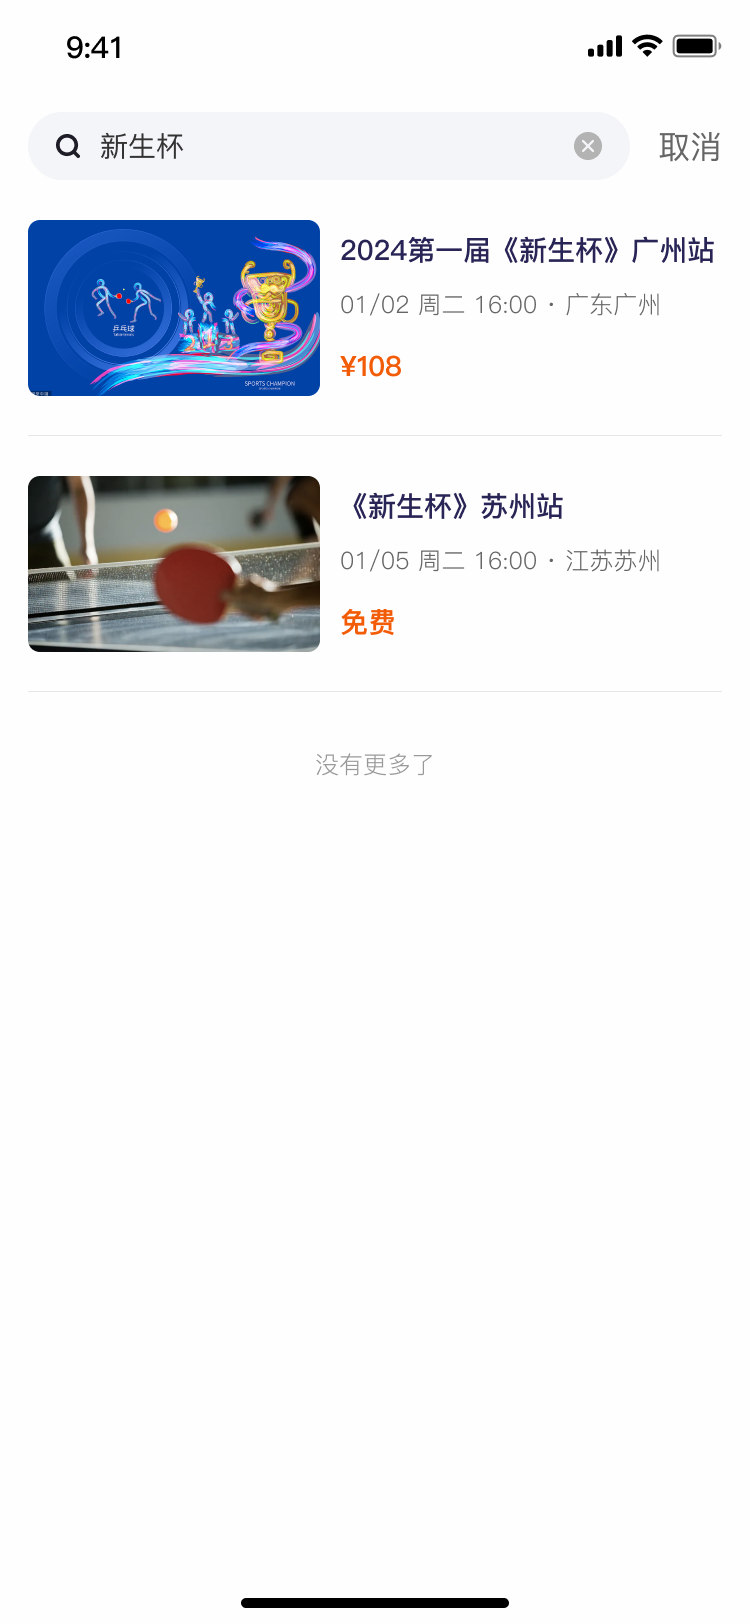 9:41
新生杯
取消
2024第一届《新生杯》广州站
01/02 周二 16:00 · 广东广州
¥108
乒乓球
SPORTS CHAMPION
《新生杯》苏州站
01/05 周二 16:00 · 江苏苏州
免费
没有更多了